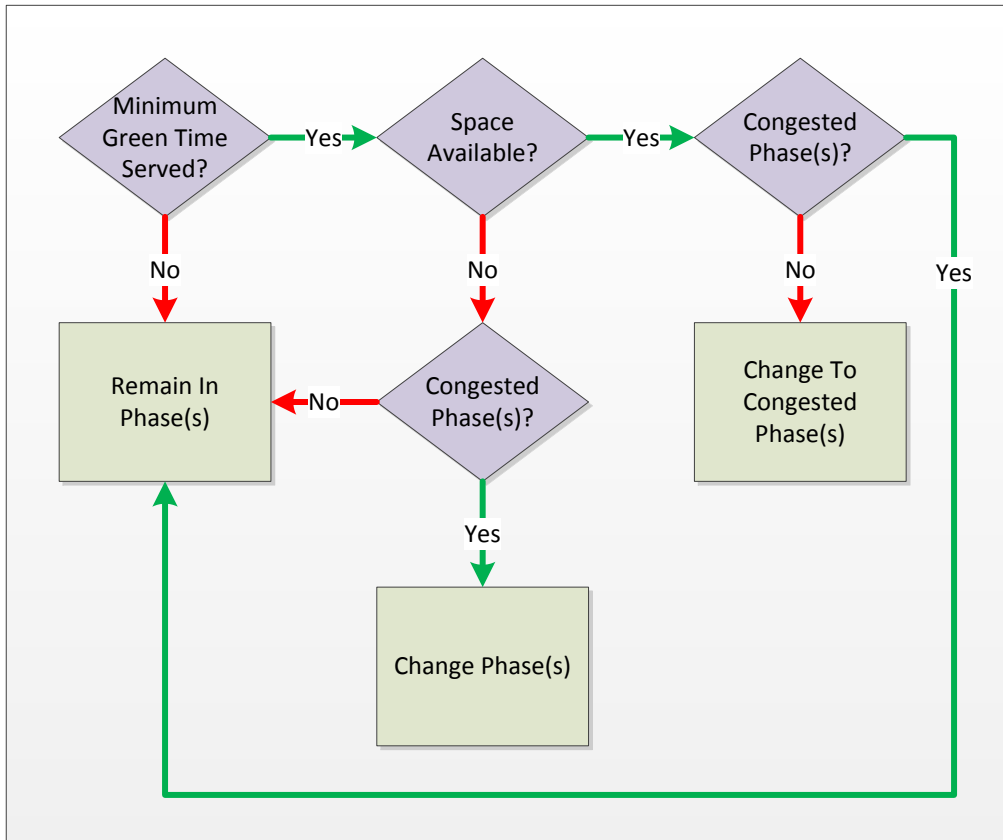 Minimum
Green Time
Served?
Yes
Space
Available?
Yes
Congested
Phase(s)?
No
No
No
Yes
Remain In
Phase(s)
No
Congested
Phase(s)?
Change To
Congested
Phase(s)
Yes
Change Phase(s)